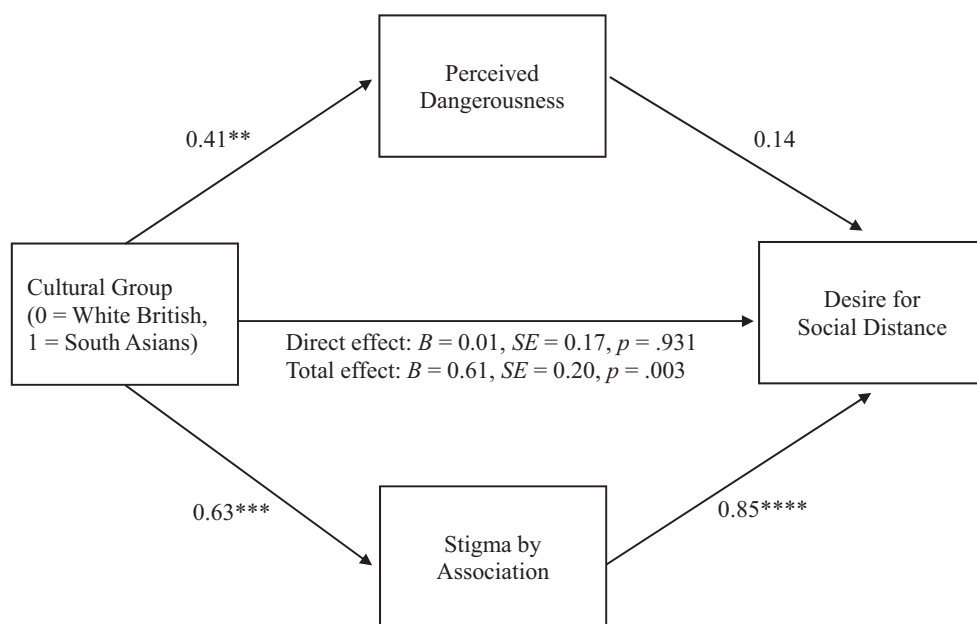 Perceived
Dangerousness
0.41**
0.14
Cultural Group
(0 = White British,
1 = South Asians)
Desire for
Social Distance
Direct effect: B = 0.01, SE = 0.17, p = .931
Total effect: B = 0.61, SE = 0.20, p = .003
0.63***
0.85****
Stigma by
Association